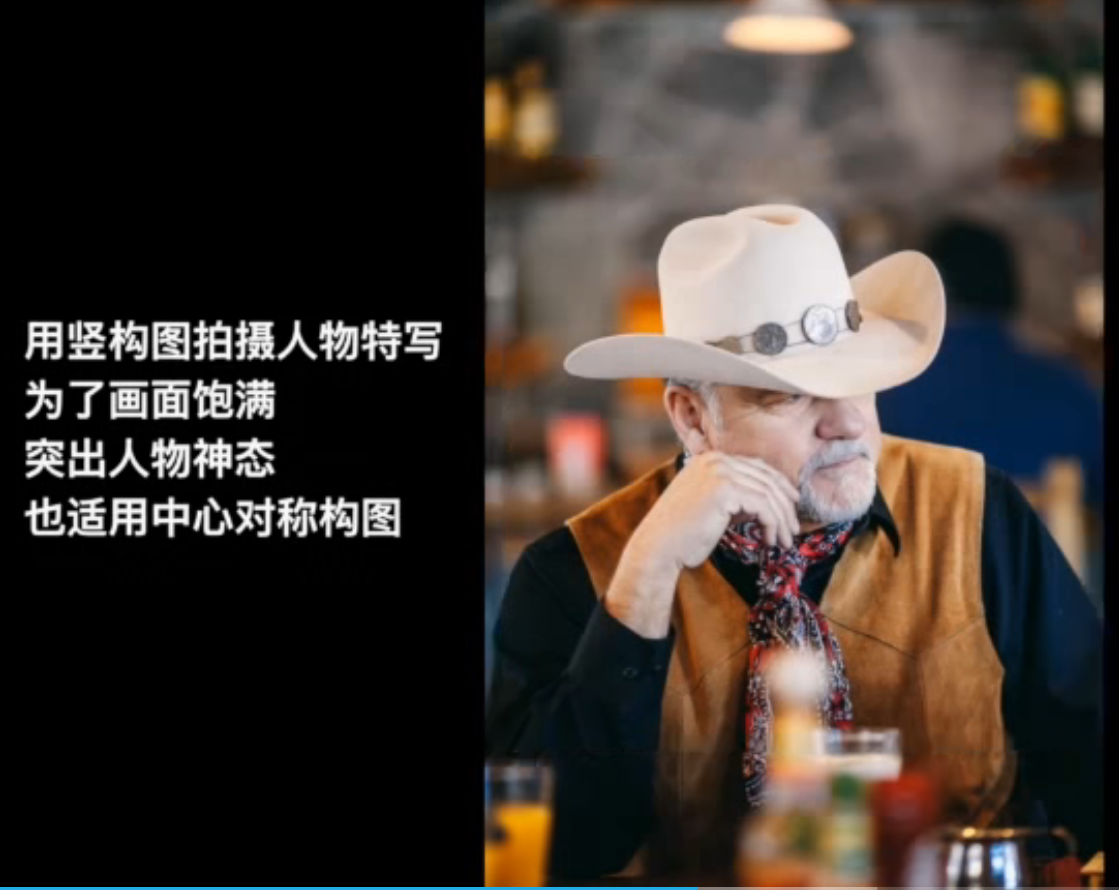 用竖构图拍摄人物特写
为了画面饱满
突出人物神态
也适用中心对称构图